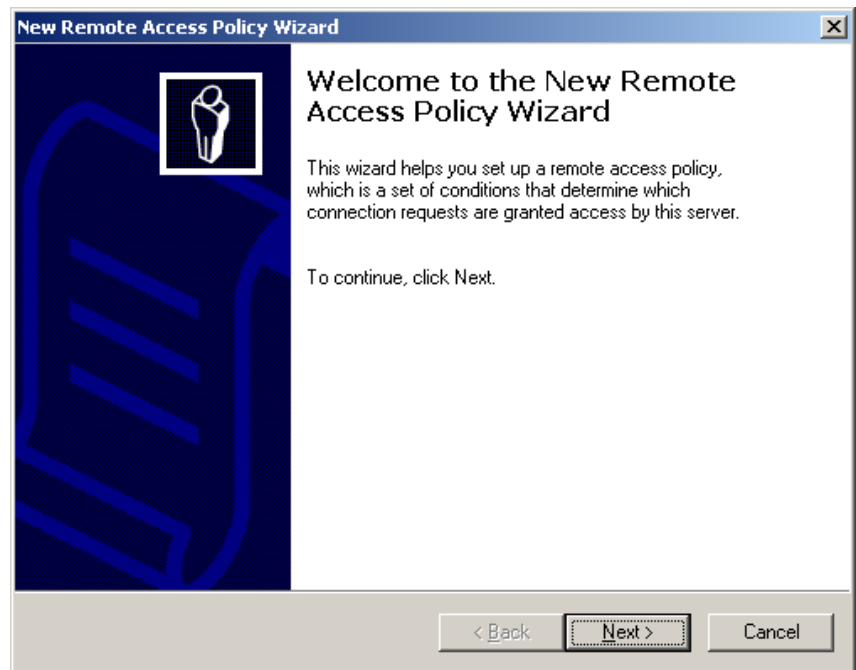 New Remote Access Policy Wizard
Welcome to the New Remote
Access Policy Wizard
This wizard helps you set up a remote access policy,
which is a set of conditions that determine which
connection requests are granted access by this server.
To continue, click Next.
< Back
Next >
Cancel